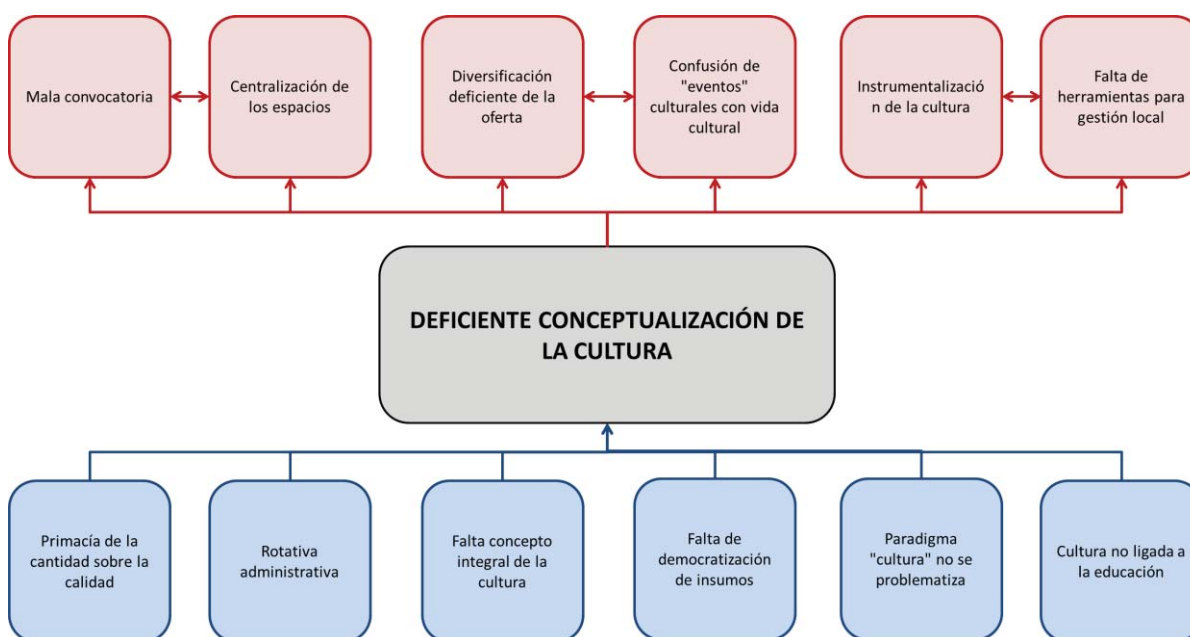 Mala convocatoria
Centralización de
los espacios
Diversificación
deficiente de la
oferta
Confusión de
"eventos"
culturales con vida
cultural
Instrumentalizació
n de la cultura
Falta de
herramientas para
gestión local
DEFICIENTE CONCEPTUALIZACIÓN DE
LA CULTURA
Primacía de la
cantidad sobre la
calidad
Rotativa
administrativa
Falta concepto
integral de la
cultura
Falta de
democratización
de insumos
Paradigma
"cultura" no se
problematiza
Cultura no ligada a
la educación